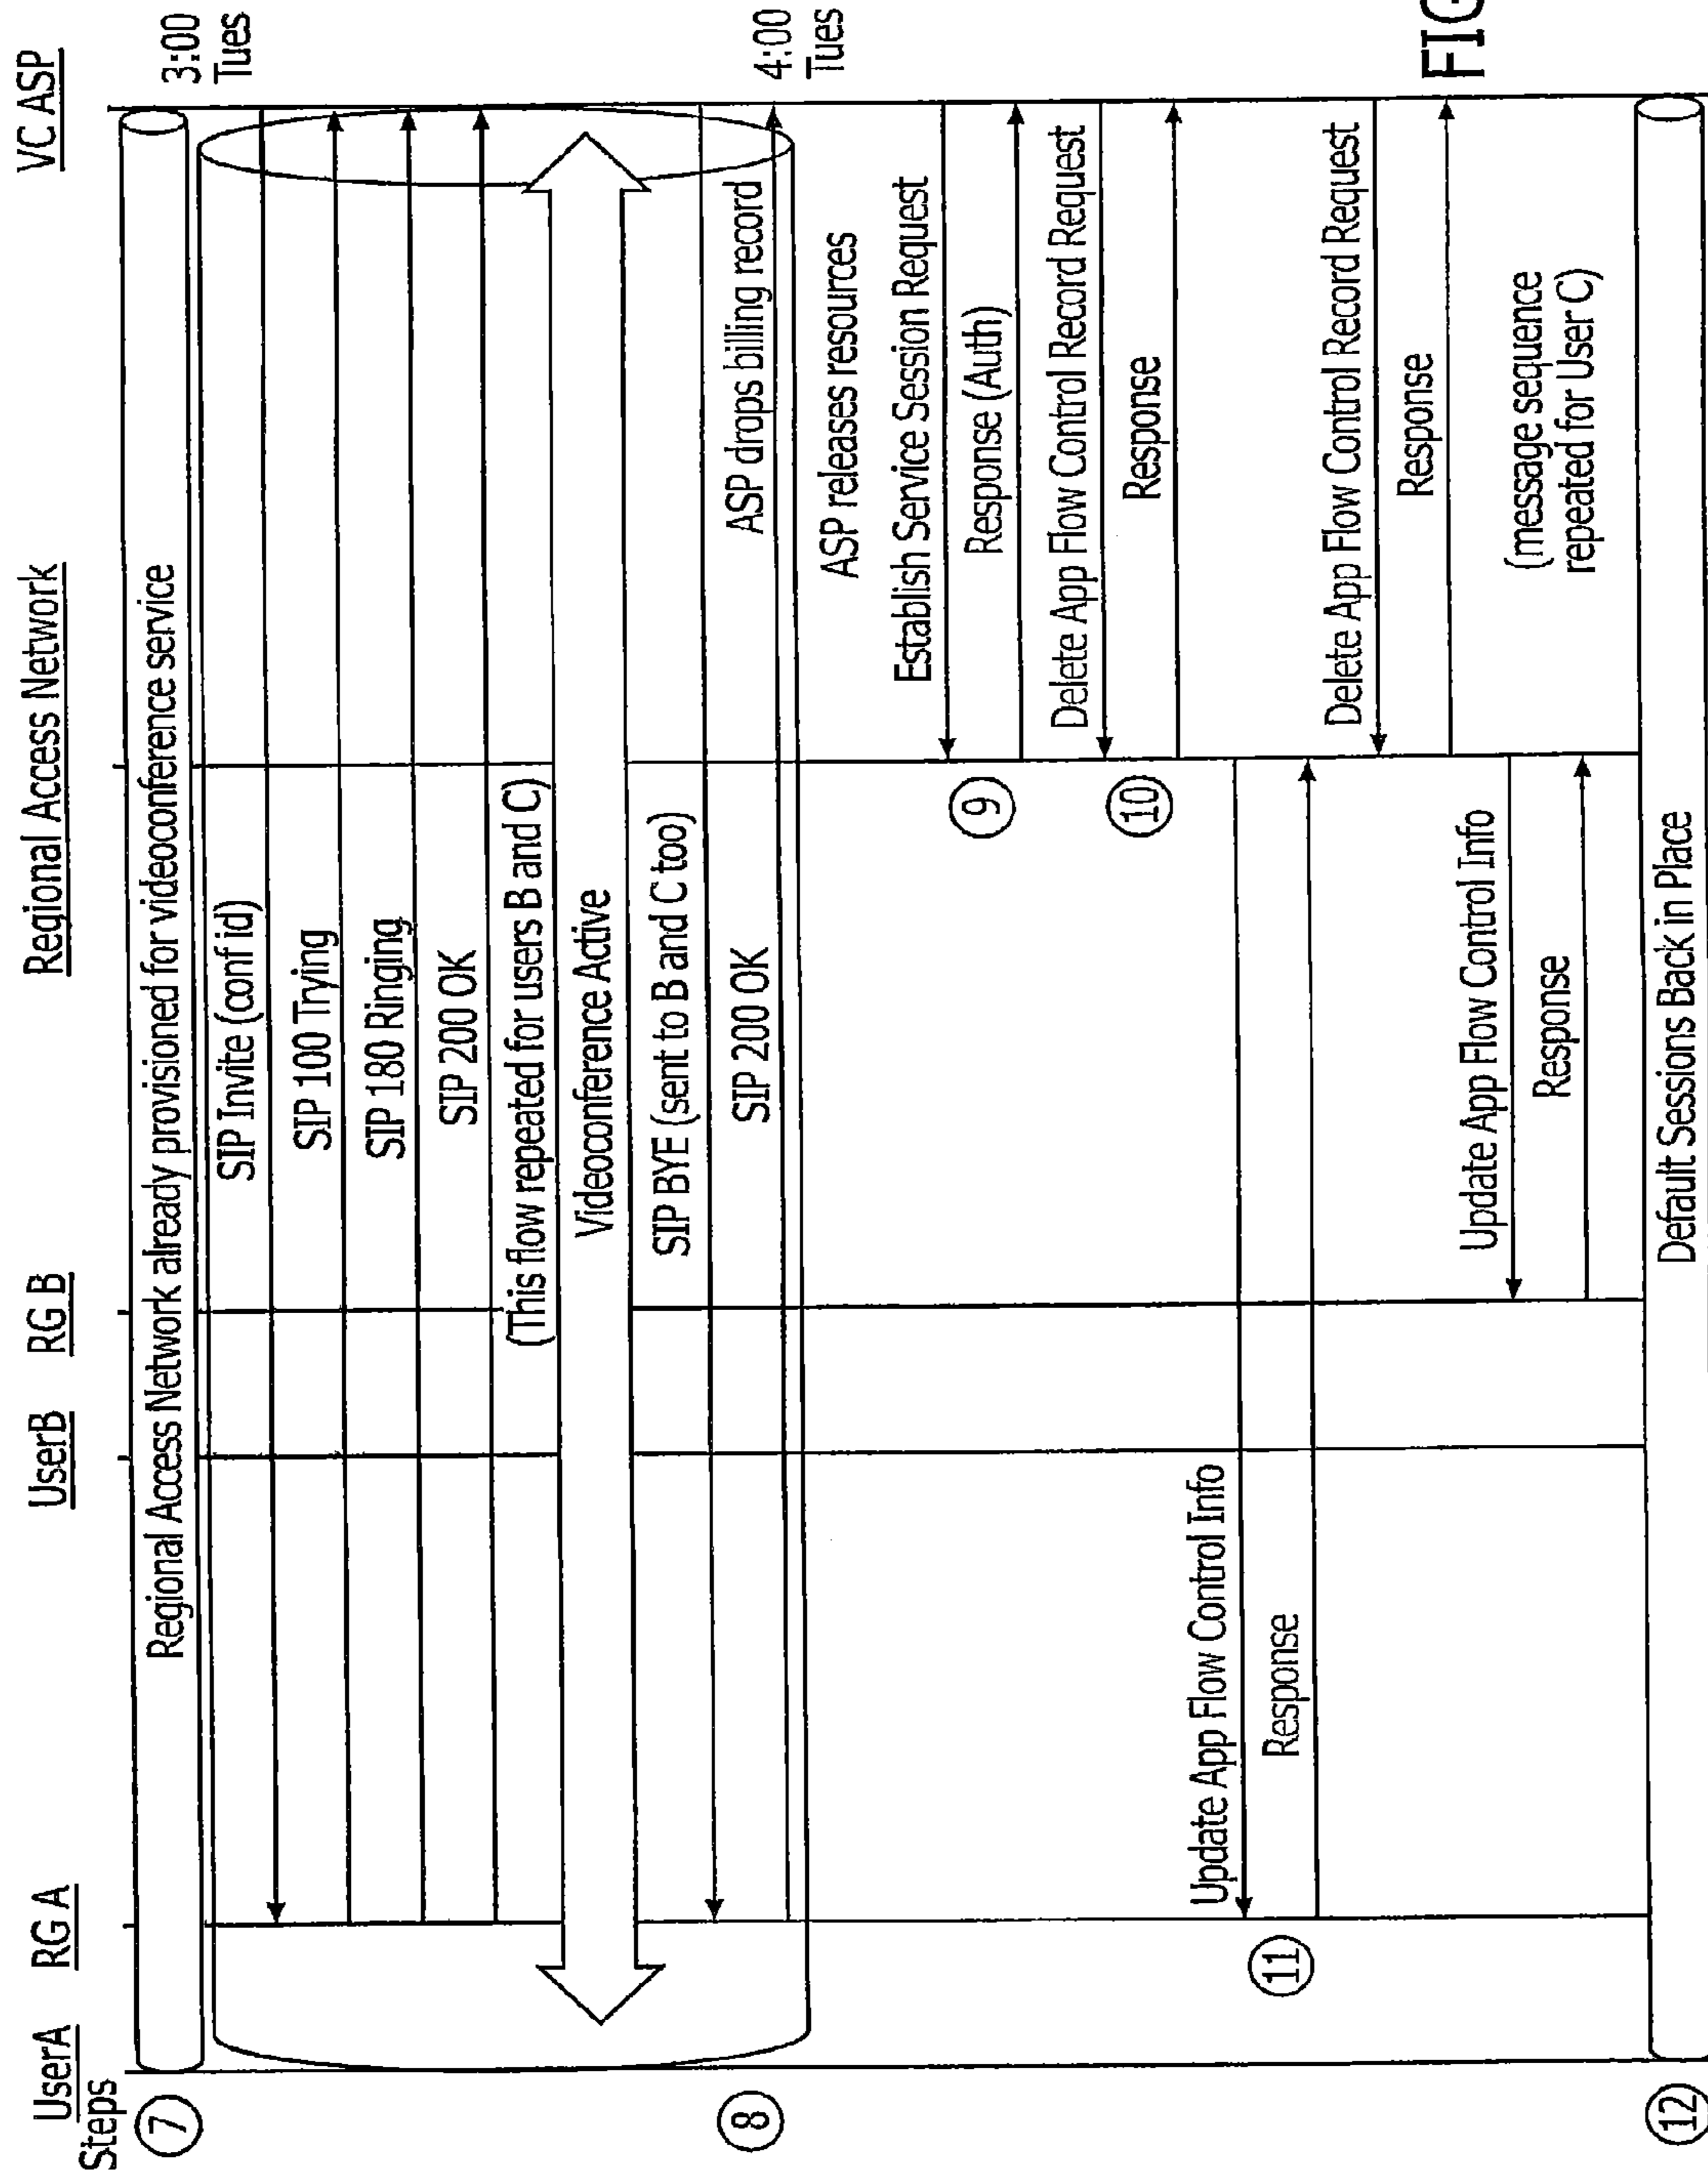 UserA
RG A
UserB
RG B
Regional Access Network
VC ASP
Steps
7
Regional Access Network already provisioned for videoconference service
3:00
Tues
SIP Invite (conf id)
SIP 100 Trying
SIP 180 Ringing
SIP 200 OK
(This flow repeated for users B and C)
Videoconference Active
SIP BYE (sent to B and C too)
8
SIP 200 OK
ASP drops billing record
4:00
Tues
ASP releases resources
Establish Service Session Request
9
Response (Auth)
Delete App Flow Control Record Request
10
Response
Update App Flow Control Info
11
Response
Delete App Flow Control Record Request
Response
Update App Flow Control Info
Response
(message sequence
repeated for User C)
12
Default Sessions Back in Place
FIG